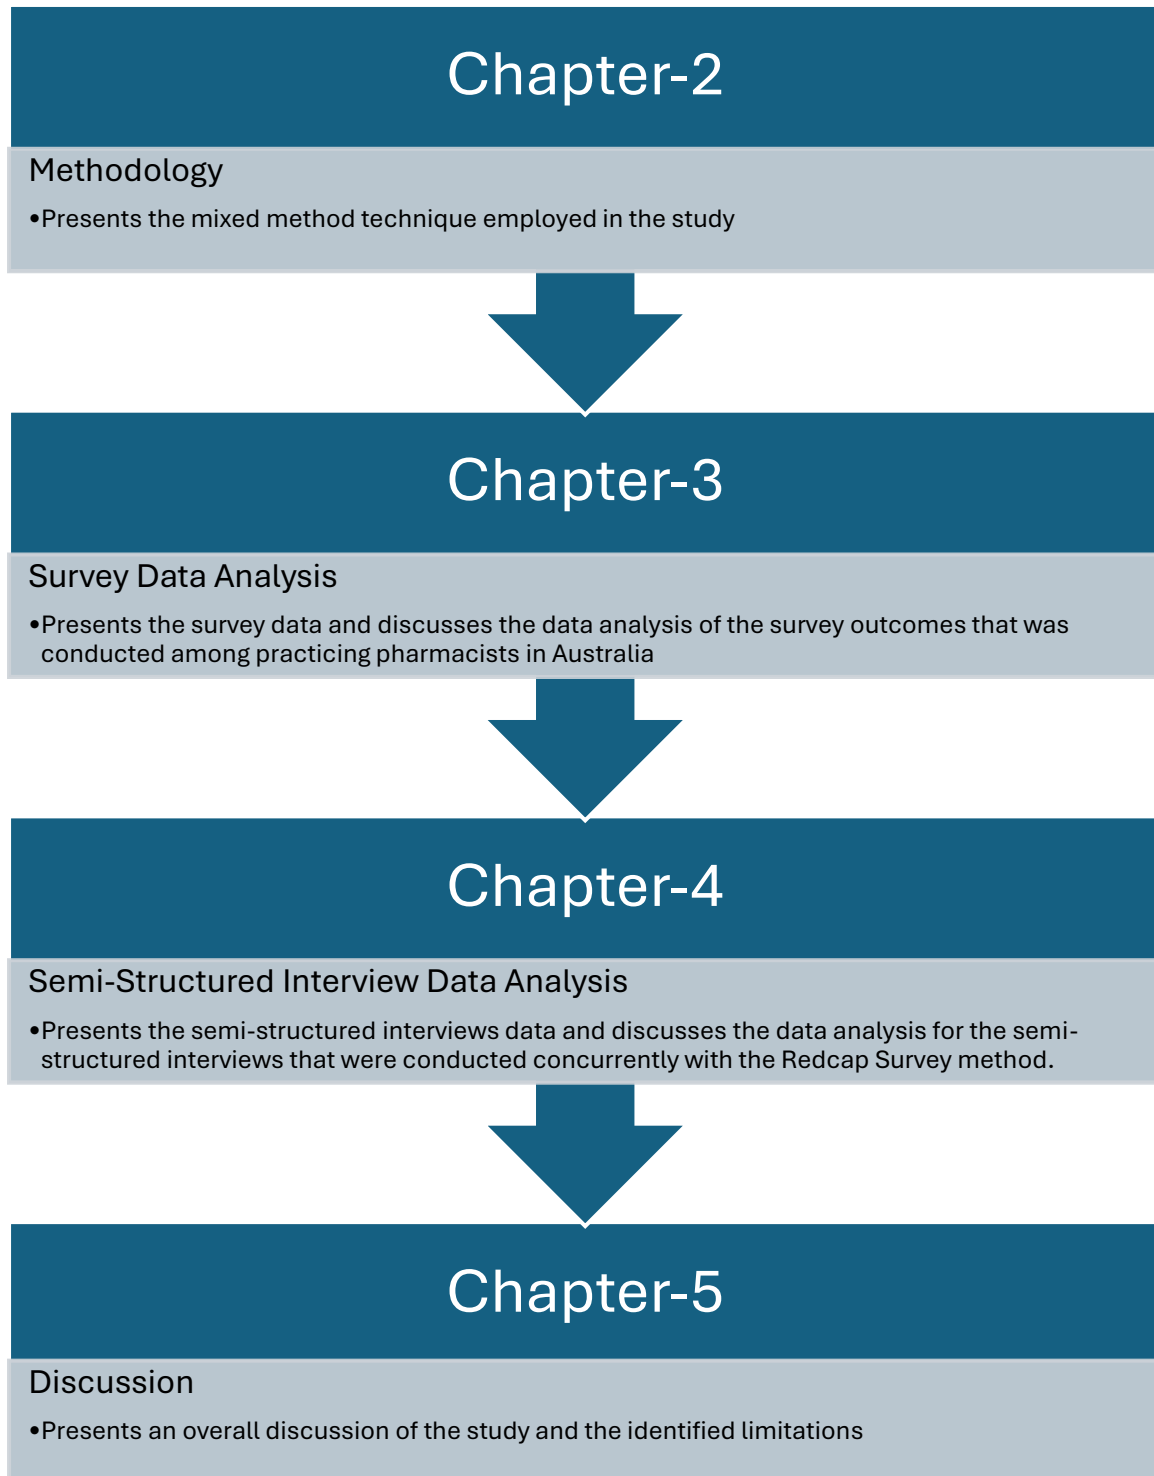 Chapter-2
Methodology
•Presents the mixed method technique employed in the study
Chapter-3
Survey Data Analysis
•Presents the survey data and discusses the data analysis of the survey outcomes that was
conducted among practicing pharmacists in Australia
Chapter-4
Semi-Structured Interview Data Analysis
•Presents the semi-structured interviews data and discusses the data analysis for the semi-
structured interviews that were conducted concurrently with the Redcap Survey method.
Chapter-5
Discussion
•Presents an overall discussion of the study and the identified limitations